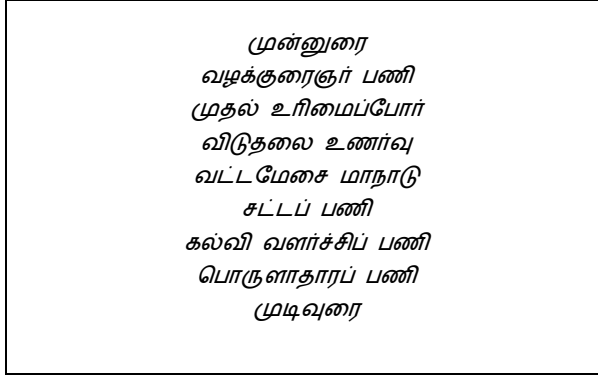 முன்னுரை
வழக்குரைஞர் பணி
முதல் உரிமைப்போர்
விடுதலை உணர்வு
வட்டமேசை மாநாடு
சட்டப் பணி
கல்வி வளர்ச்சிப் பணி
பொருளாதாரப் பணி
முடிவுரை